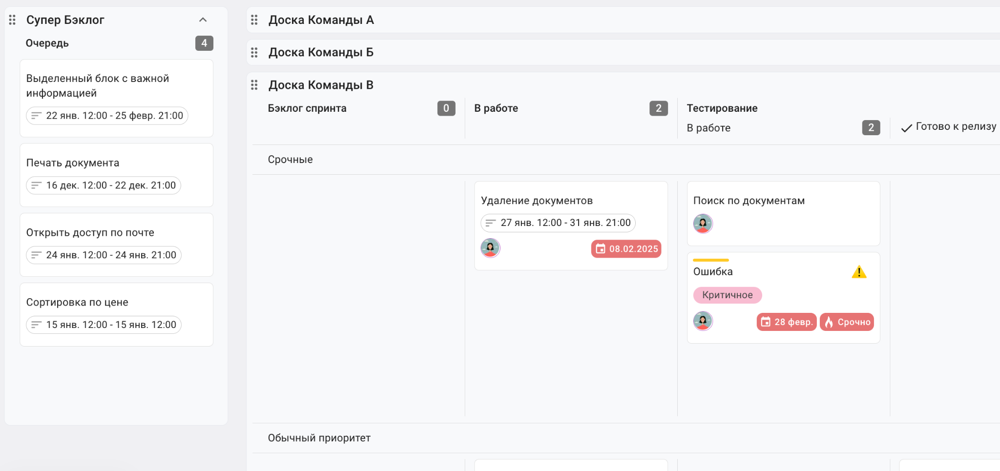 Супер Бэклог
Очередь 4
Выделенный блок с важной
информацией
22 янв. 12:00 - 25 февр. 21:00
Печать документа
16 дек. 12:00 - 22 дек. 21:00
Открыть доступ по почте
24 янв. 12:00 - 24 янв. 21:00
Сортировка по цене
15 янв. 12:00 - 15 янв. 12:00
Доска Команды А
Доска Команды Б
Доска Команды В
Бэклог спринта 0
В работе 2
Тестирование
В работе 2
Готово к релизу
Срочные
Удаление документов
27 янв. 12:00 - 31 янв. 21:00
08.02.2025
Поиск по документам
Ошибка
Критичное
28 февр. Срочно
Обычный приоритет